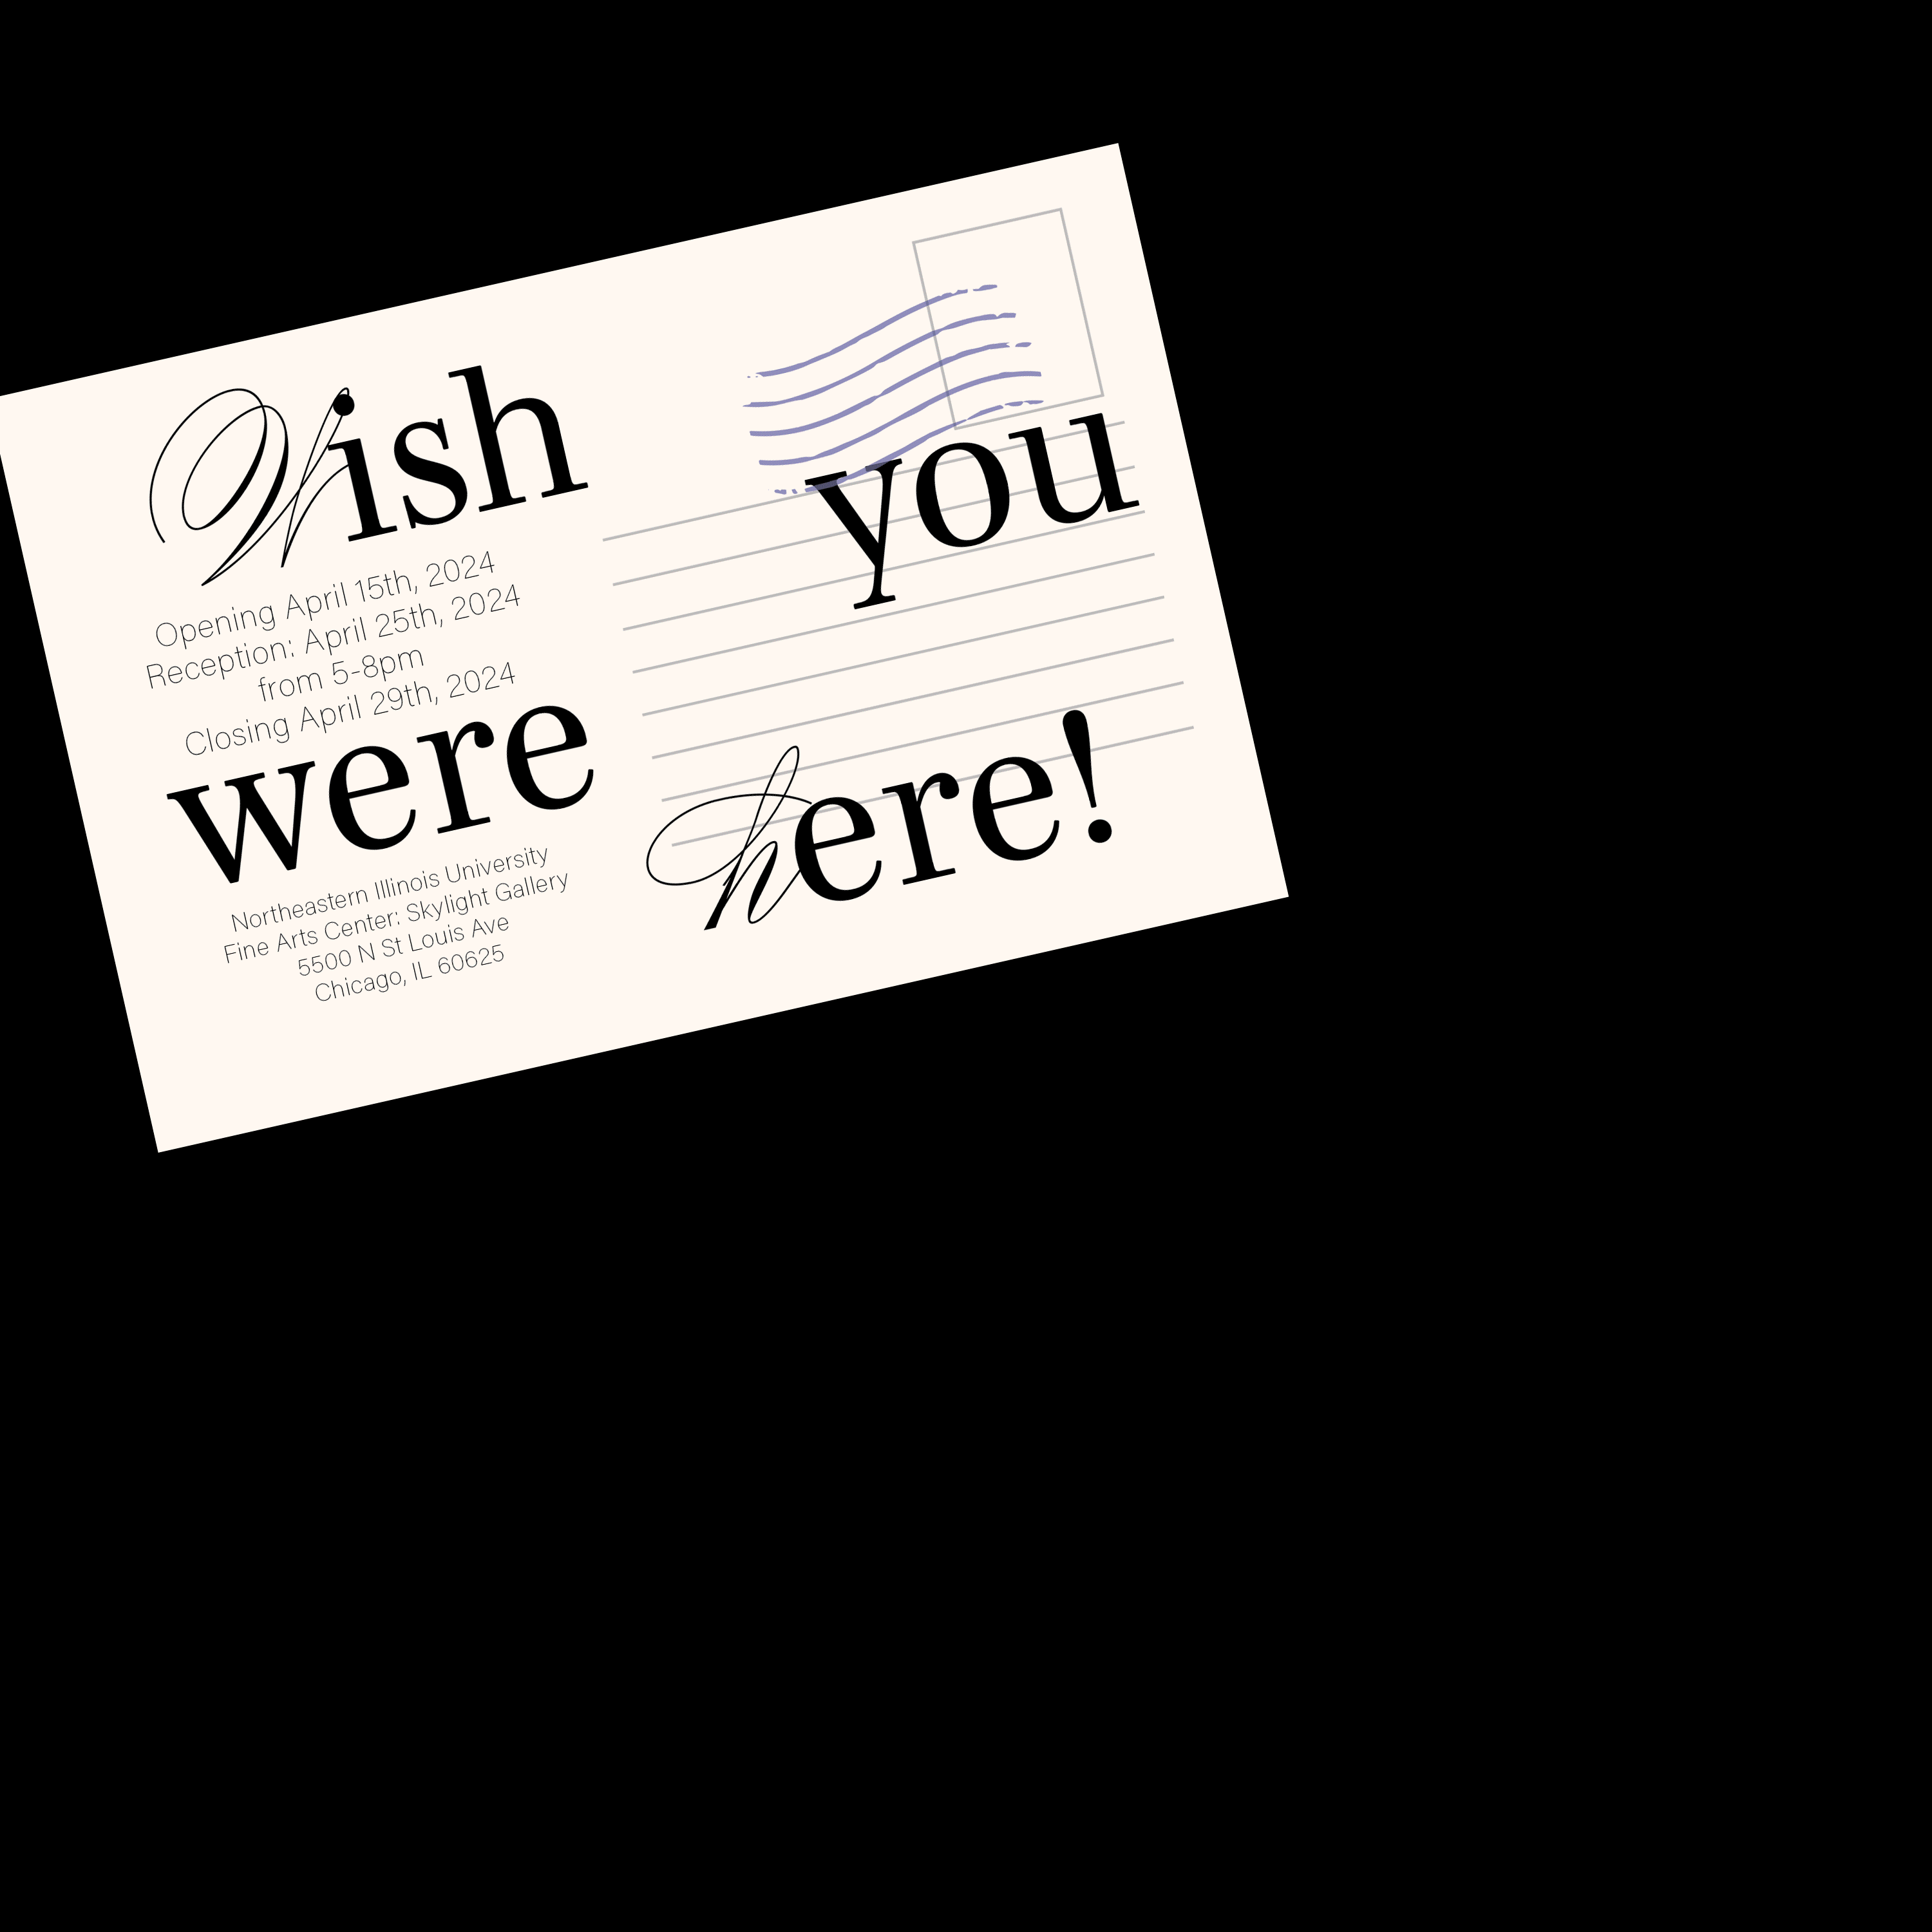 Wish
you
Opening April 15th, 2024
Reception: April 25th, 2024
from 5-8pm
Closing April 29th, 2024
were
here!
Northeastern Illinois University
Fine Arts Center: Skylight Gallery
5500 N St Louis Ave
Chicago, IL 60625